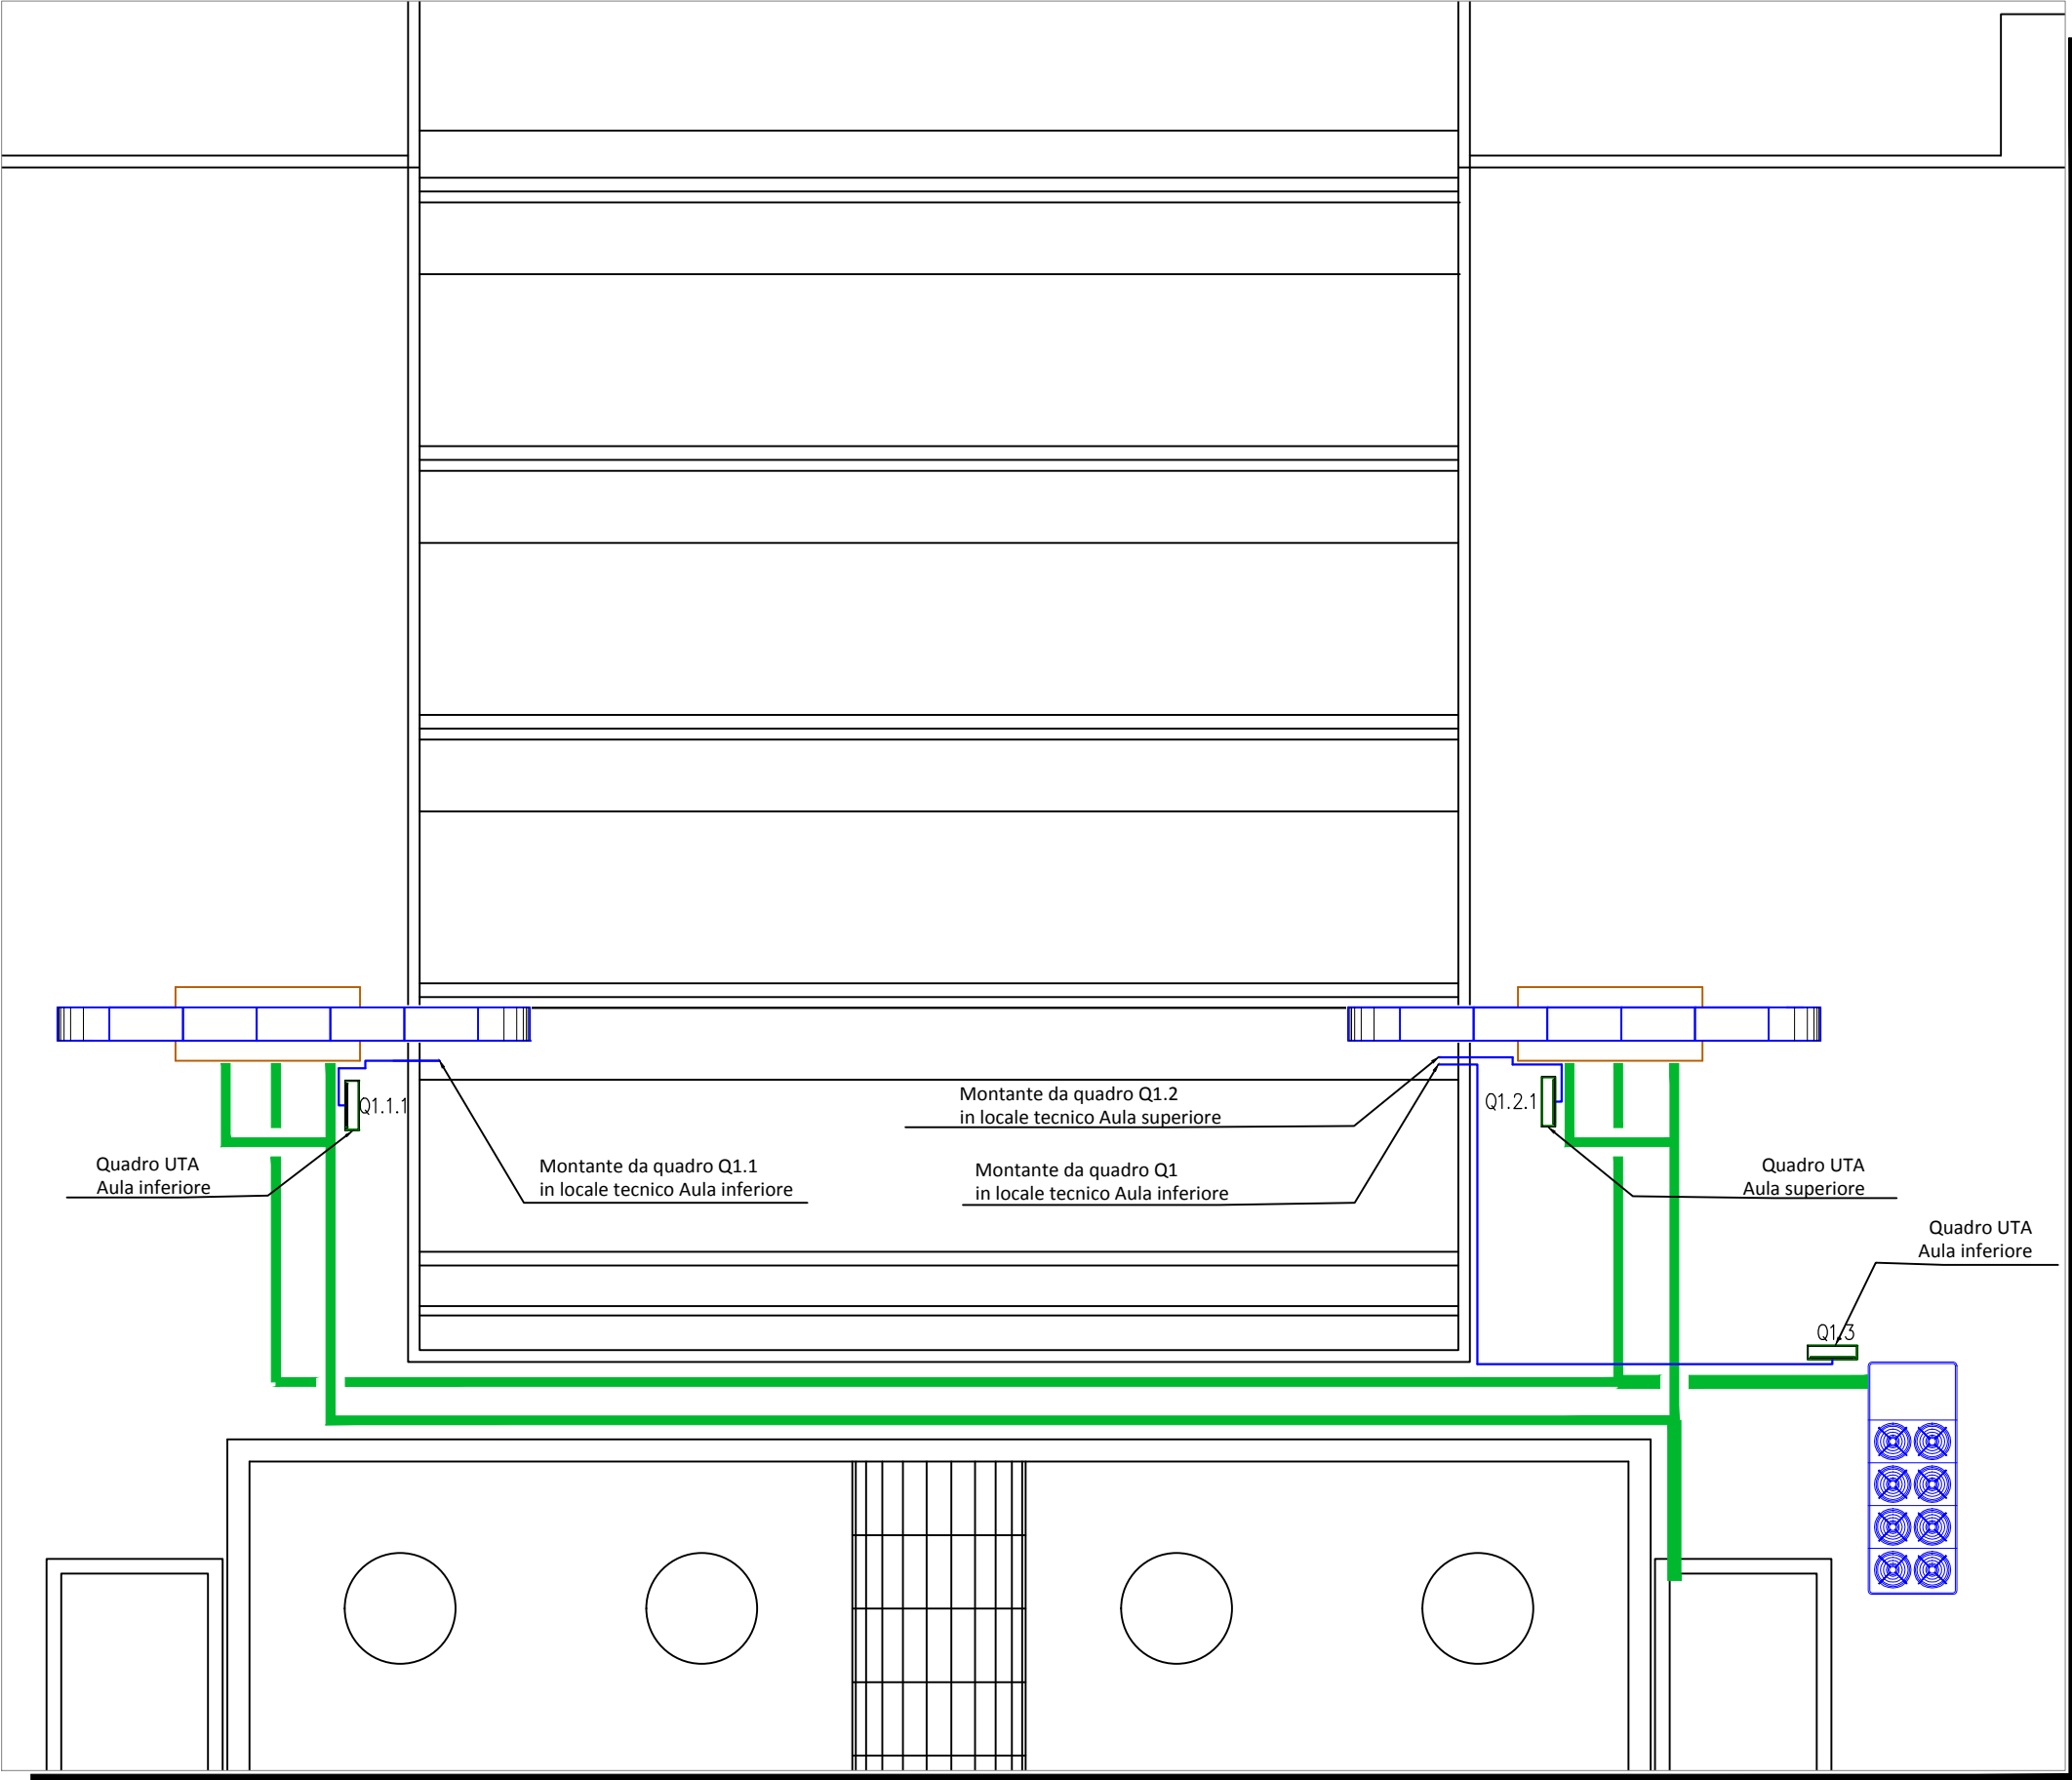 Montante da quadro Q1.2
in locale tecnico Aula superiore
Q1.1.1
Q1.2.1
Quadro UTA
Aula inferiore
Montante da quadro Q1.1
in locale tecnico Aula inferiore
Montante da quadro Q1
in locale tecnico Aula inferiore
Quadro UTA
Aula superiore
Quadro UTA
Aula inferiore
Q1.3